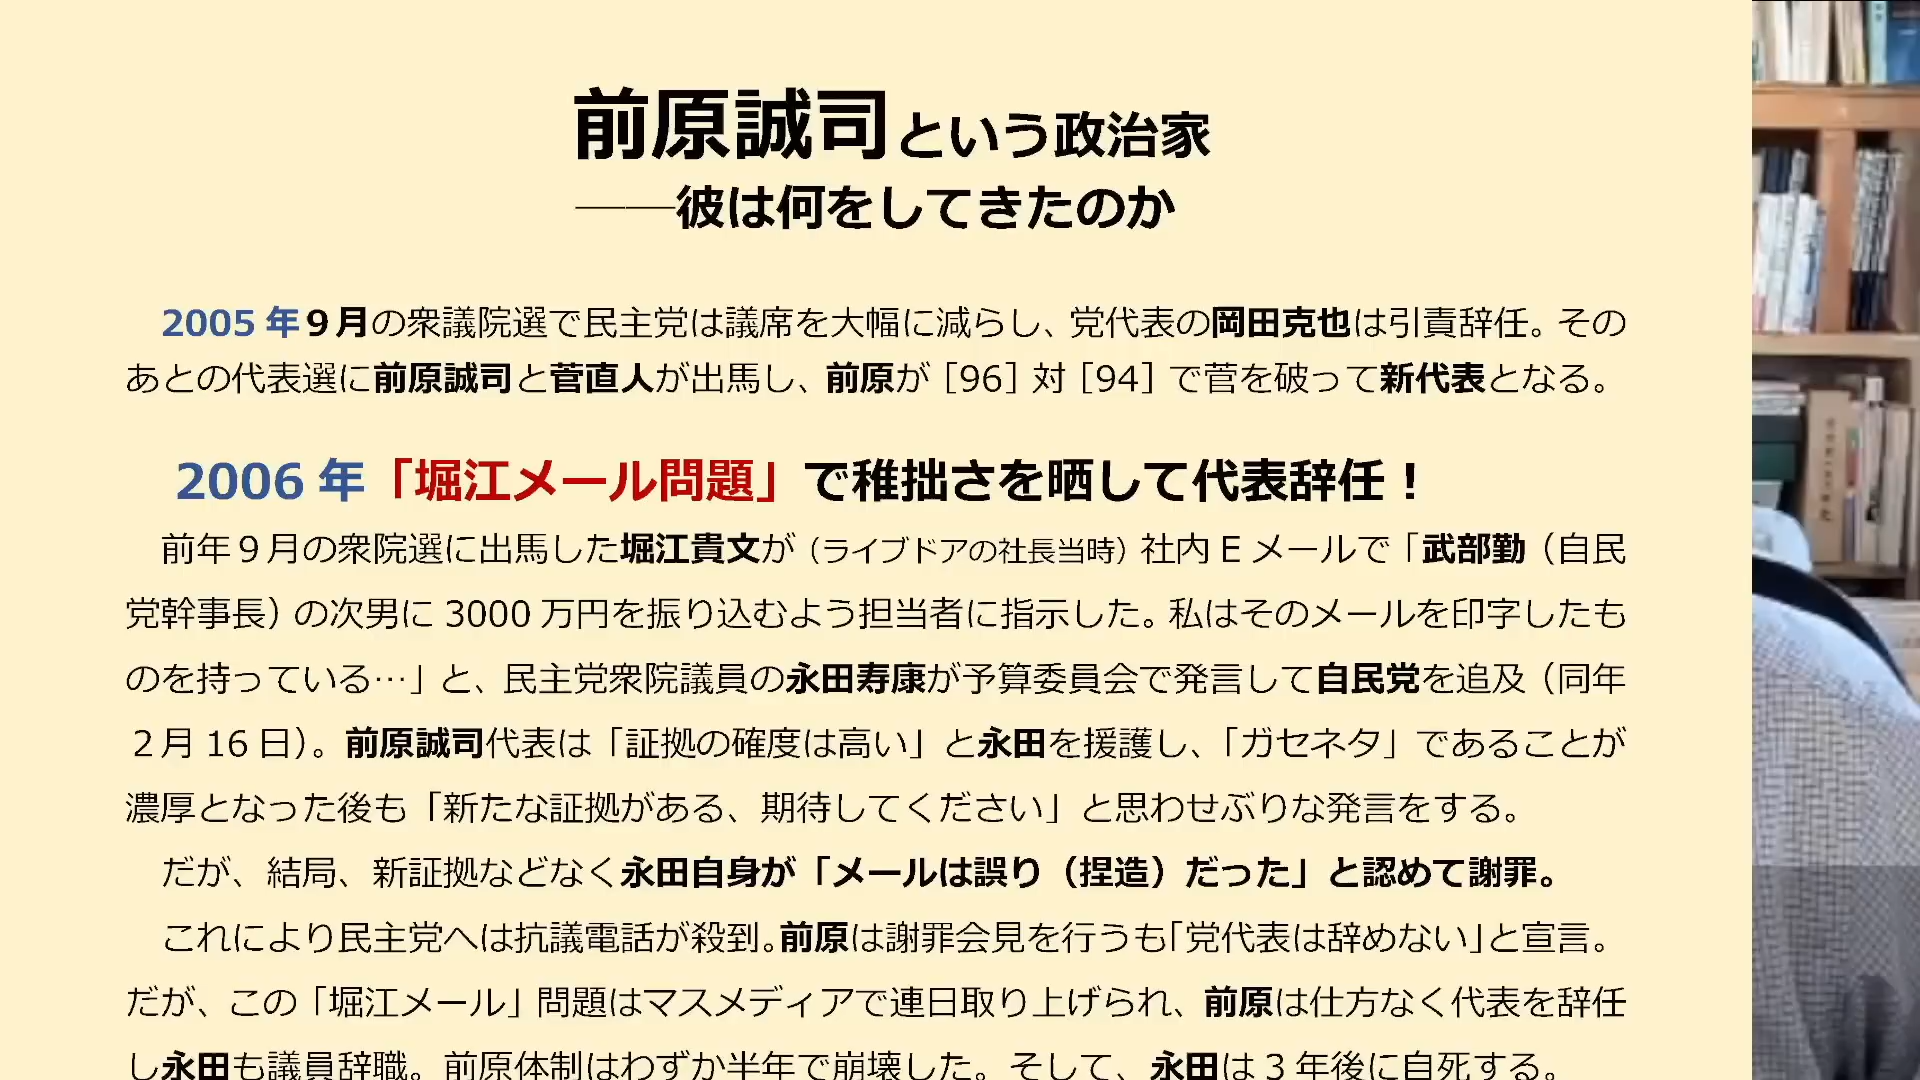 前原誠司という政治家
――彼は何をしてきたのか
2005年９月の衆議院選で民主党は議席を大幅に減らし、党代表の岡田克也は引責辞任。その
あとの代表選に前原誠司と菅直人が出馬し、前原が［96］対［94］で菅を破って新代表となる。
2006年「堀江メール問題」で稚拙さを晒して代表辞任！
前年９月の衆院選に出馬した堀江貴文が（ライブドアの社長当時）社内Eメールで「武部勤（自民
党幹事長）の次男に3000万円を振り込むよう担当者に指示した。私はそのメールを印字したも
のを持っている…」と、民主党衆院議員の永田寿康が予算委員会で発言して自民党を追及（同年
２月16日）。前原誠司代表は「証拠の確度は高い」と永田を援護し、「ガセネタ」であることが
濃厚となった後も「新たな証拠がある、期待してください」と思わせぶりな発言をする。
だが、結局、新証拠などなく永田自身が「メールは誤り（捏造）だった」と認めて謝罪。
これにより民主党へは抗議電話が殺到。前原は謝罪会見を行うも「党代表は辞めない」と宣言。
だが、この「堀江メール」問題はマスメディアで連日取り上げられ、前原は仕方なく代表を辞任
し永田も議員辞職。前原体制はわずか半年で崩壊した。そして、永田は3年後に自死する。